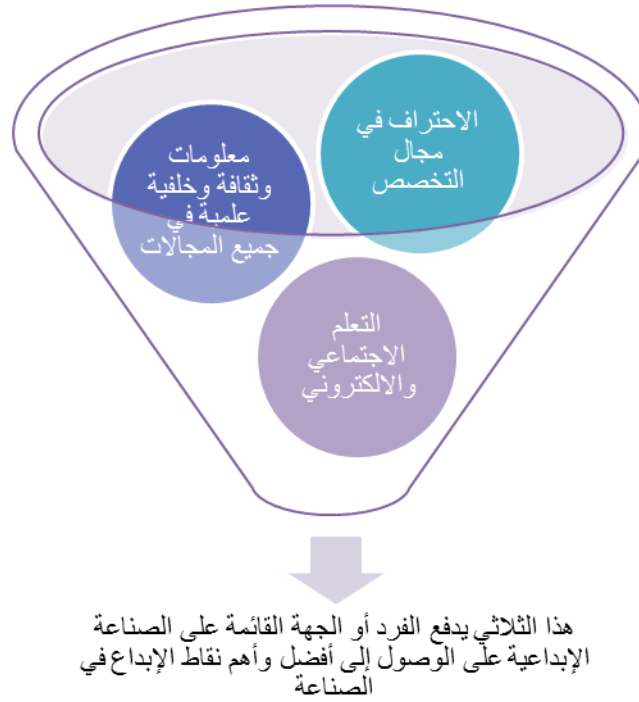 الاحتراف في
مجال
التخصص
معلومات
وثقافة وخلفية
علمبة في
جميع المجالات
التعلم
الاجتماعي
والالكتروني
هذا الثلاثي يدفع الفرد أو الجهة القائمة على الصناعة
الإبداعية على الوصول إلى أفضل وأهم نقاط الإبداع في
الصناعة